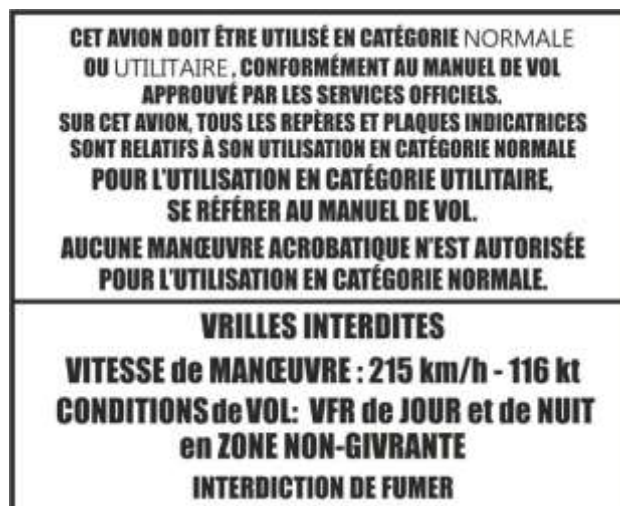 CET AVION DOIT ÊTRE UTILISÉ EN CATÉGORIE NORMALE
OU UTILITAIRE, CONFORMÉMENT AU MANUEL DE VOL
APPROUVÉ PAR LES SERVICES OFFICIELS.
SUR CET AVION, TOUS LES REPÈRES ET PLAQUES INDICATRICES
SONT RELATIFS À SON UTILISATION EN CATÉGORIE NORMALE
POUR L'UTILISATION EN CATÉGORIE UTILITAIRE,
SE RÉFÉRER AU MANUEL DE VOL.
AUCUNE MANŒUVRE ACROBATIQUE N'EST AUTORISÉE
POUR L'UTILISATION EN CATÉGORIE NORMALE.
VRILLES INTERDITES
VITESSE de MANŒUVRE : 215 km/h - 116 kt
CONDITIONS de VOL: VFR de JOUR et de NUIT
en ZONE NON-GIVRANTE
INTERDICTION DE FUMER